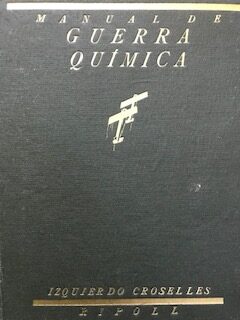 MANUAL DE
GUERRA
QUÍMICA
IZQUIERDO CROSELLES
RIPOLL